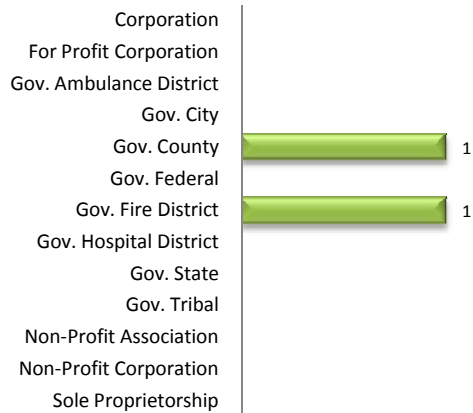 Corporation
For Profit Corporation
Gov. Ambulance District
Gov. City
Gov. County 1
Gov. Federal
Gov. Fire District 1
Gov. Hospital District
Gov. State
Gov. Tribal
Non-Profit Association
Non-Profit Corporation
Sole Proprietorship